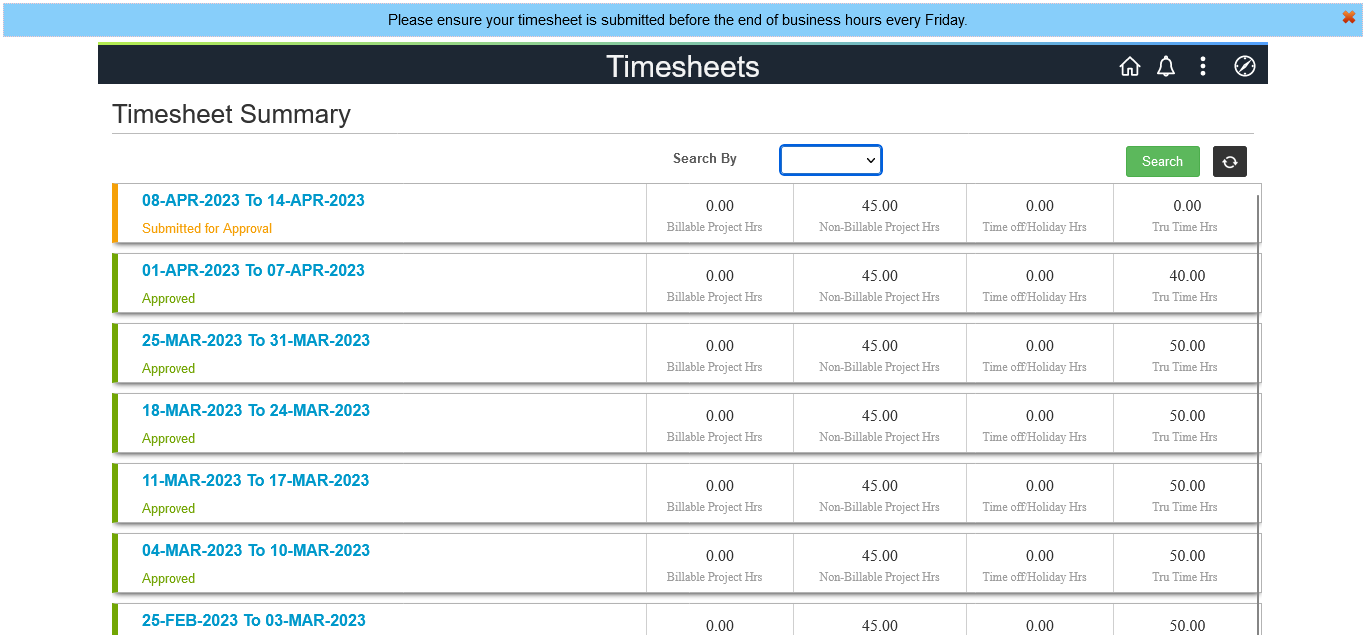 Please ensure your timesheet is submitted before the end of business hours every Friday.
Timesheets
Timesheet Summary
Search By
Search
08-APR-2023 To 14-APR-2023
Submitted for Approval
0.00 45.00 0.00 0.00
Billable Project Hrs Non-Billable Project Hrs Time off/Holiday Hrs Tru Time Hrs
01-APR-2023 To 07-APR-2023
Approved
0.00 45.00 0.00 40.00
Billable Project Hrs Non-Billable Project Hrs Time off/Holiday Hrs Tru Time Hrs
25-MAR-2023 To 31-MAR-2023
Approved
0.00 45.00 0.00 50.00
Billable Project Hrs Non-Billable Project Hrs Time off/Holiday Hrs Tru Time Hrs
18-MAR-2023 To 24-MAR-2023
Approved
0.00 45.00 0.00 50.00
Billable Project Hrs Non-Billable Project Hrs Time off/Holiday Hrs Tru Time Hrs
11-MAR-2023 To 17-MAR-2023
Approved
0.00 45.00 0.00 50.00
Billable Project Hrs Non-Billable Project Hrs Time off/Holiday Hrs Tru Time Hrs
04-MAR-2023 To 10-MAR-2023
Approved
0.00 45.00 0.00 50.00
Billable Project Hrs Non-Billable Project Hrs Time off/Holiday Hrs Tru Time Hrs
25-FEB-2023 To 03-MAR-2023
0.00 45.00 0.00 50.00